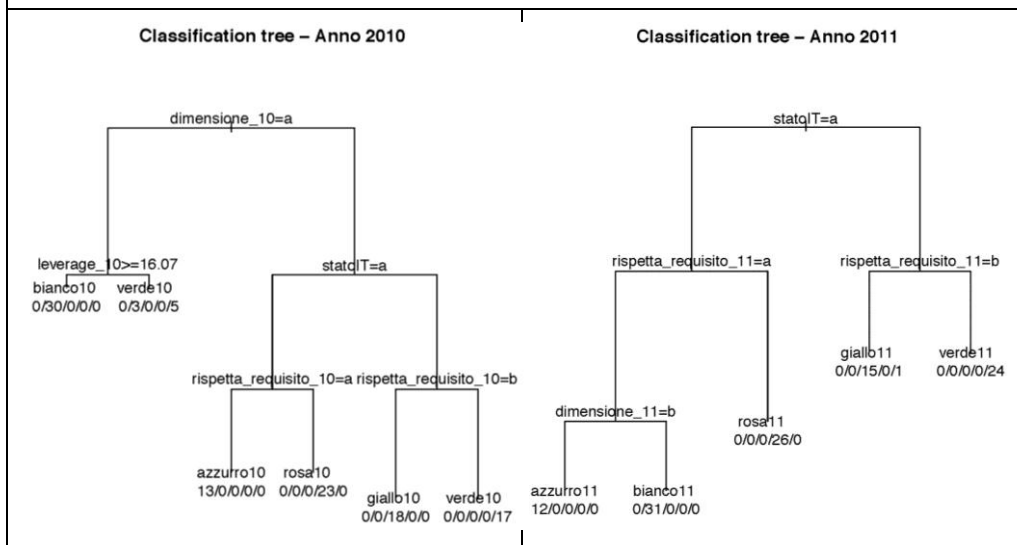 Classification tree – Anno 2010
dimensione_10=a
leverage_10>=16.07
statoIT=a
bianco10
0/30/0/0/0
verde10
0/3/0/0/5
rispetta_requisito_10=a
rispetta_requisito_10=b
azzurro10
13/0/0/0/0
rosa10
0/0/0/23/0
giallo10
0/0/18/0/0
verde10
0/0/0/0/17
Classification tree – Anno 2011
statoIT=a
rispetta_requisito_11=a
rispetta_requisito_11=b
giallo11
0/0/15/0/1
verde11
0/0/0/0/24
dimensione_11=b
rosa11
0/0/0/26/0
azzurro11
12/0/0/0/0
bianco11
0/31/0/0/0